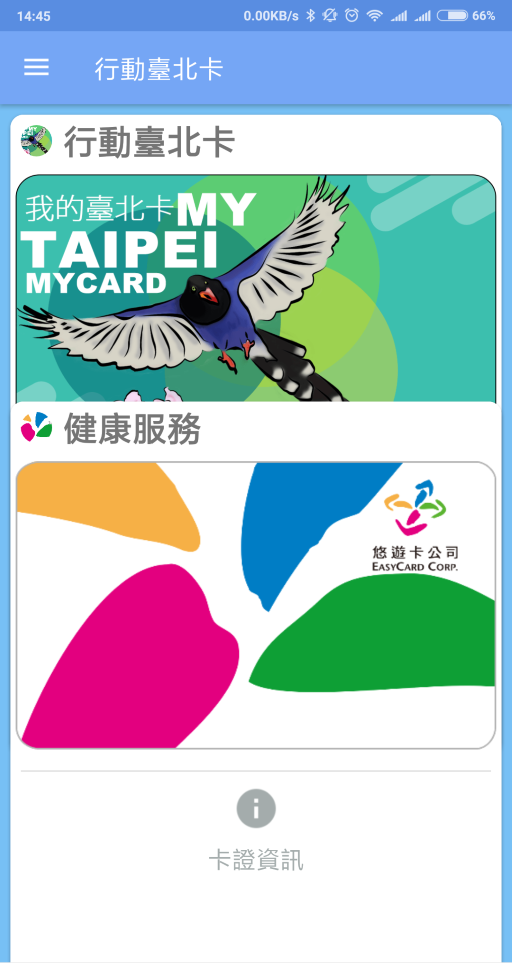 14:45
0.00KB/s
66%
行動臺北卡
行動臺北卡
我的臺北卡MY
TAIPEI
MYCARD
健康服務
悠遊卡公司
EASYCARD CORP.
卡證資訊